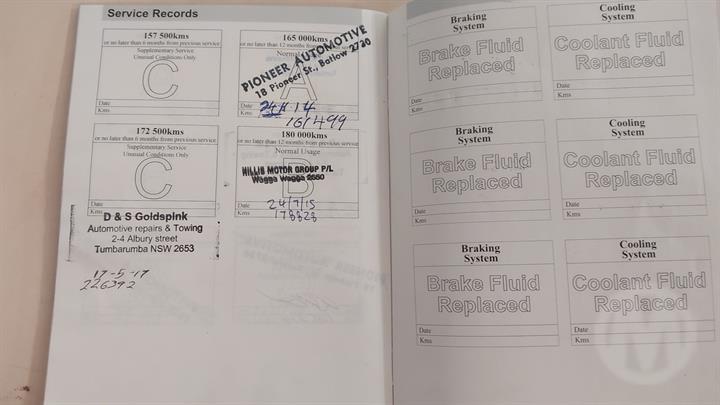 Service Records
157 500kms
or no later than 6 months from previous service
Supplementary Service
Unusual Conditions Only
C
Date
Kms
165 000kms
or no later than 12 months from
Normal
A
PIONEER AUTOMOTIVE
18 Pioneer St., Batlow 2730
Date
14
Kms
161499
172 500kms
or no later than 6 months from previous service
Supplementary Service
Unusual Conditions Only
C
Date
Kms
180 000kms
or no later than 12 months from previous service
Normal Usage
B
HILLIS MOTOR GROUP P/L
Wagga Wagga 2650
Date 24/7/15
Kms 178828
D & S Goldspink
Automotive repairs & Towing
2-4 Albury street
Tumbarumba NSW 2653
17-5-17
226392
Braking
System
Brake Fluid
Replaced
Date
Kms
Cooling
System
Coolant Fluid
Replaced
Date
Kms
Braking
System
Brake Fluid
Replaced
Date
Kms
Cooling
System
Coolant Fluid
Replaced
Date
Kms
Braking
System
Brake Fluid
Replaced
Date
Kms
Cooling
System
Coolant Fluid
Replaced
Date
Kms